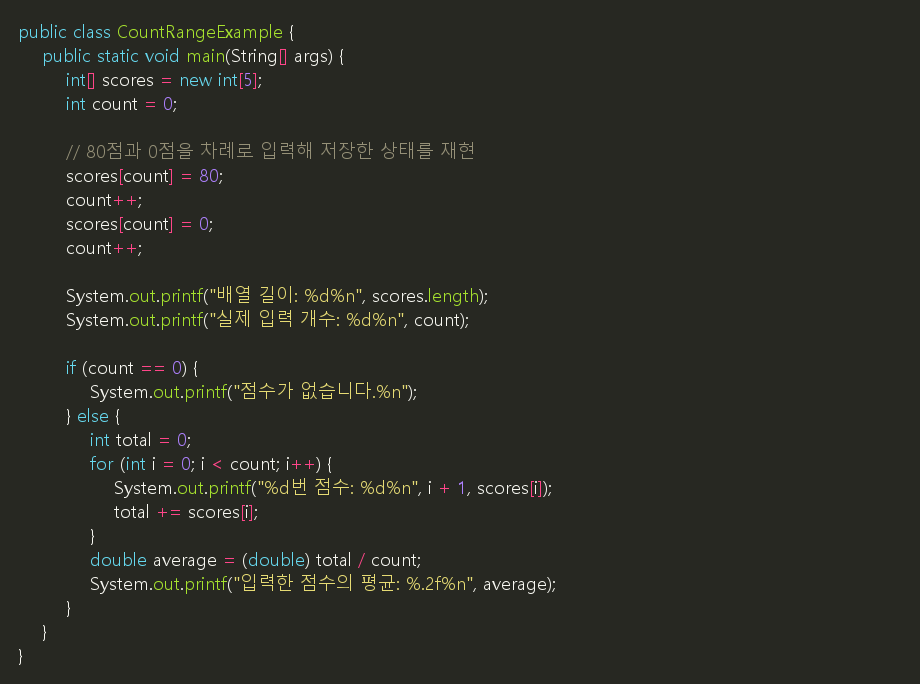 public class CountRangeExample {
    public static void main(String[] args) {
        int[] scores = new int[5];
        int count = 0;

        // 80점과 0점을 차례로 입력해 저장한 상태를 재현
        scores[count] = 80;
        count++;
        scores[count] = 0;
        count++;

        System.out.printf("배열 길이: %d%n", scores.length);
        System.out.printf("실제 입력 개수: %d%n", count);

        if (count == 0) {
            System.out.printf("점수가 없습니다.%n");
        } else {
            int total = 0;
            for (int i = 0; i < count; i++) {
                System.out.printf("%d번 점수: %d%n", i + 1, scores[i]);
                total += scores[i];
            }
            double average = (double) total / count;
            System.out.printf("입력한 점수의 평균: %.2f%n", average);
        }
    }
}